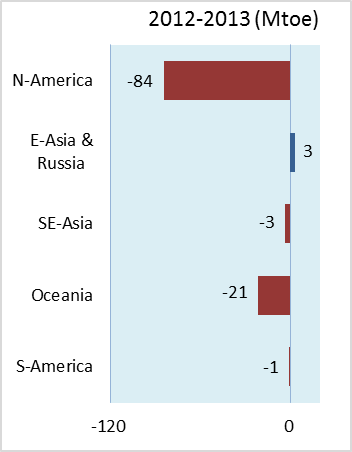 2012-2013 (Mtoe)
N-America
-84
E-Asia &
Russia
3
SE-Asia
-3
Oceania
-21
S-America
-1
-120
0